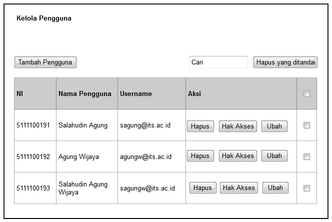 Kelola Pengguna
Tambah Pengguna Cari Hapus yang ditandai
NI Nama Pengguna Username Aksi
5111100191 Salahudin Agung sagung@its.ac.id Hapus Hak Akses Ubah
5111100192 Agung Wijaya agungw@its.ac.id Hapus Hak Akses Ubah
5111100193 Salahudin Agung Wijaya sagungw@its.ac.id Hapus Hak Akses Ubah